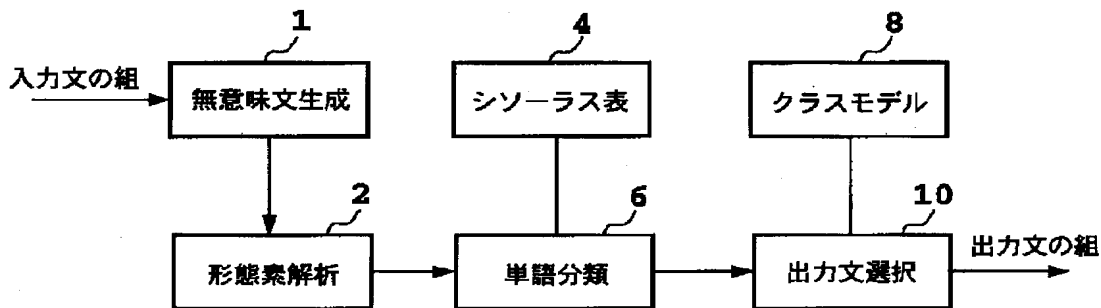 1
4
8
入力文の組
無意味文生成
シソーラス表
クラスモデル
2
6
10
形態素解析
単語分類
出力文選択
出力文の組